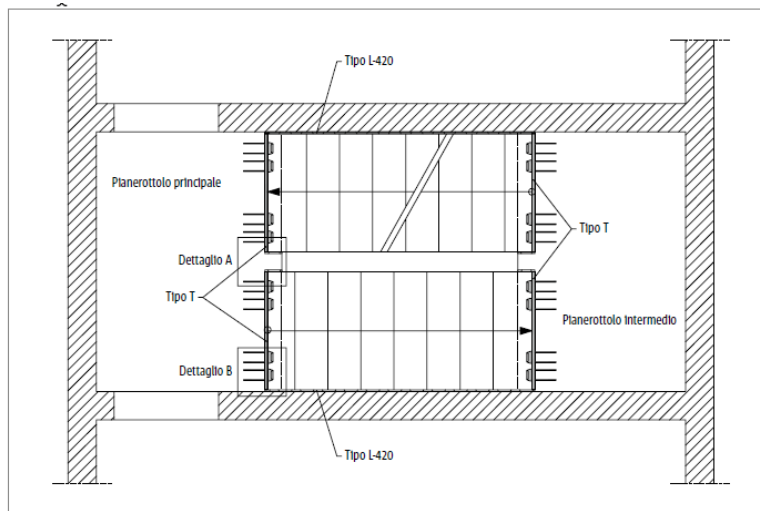 Tipo L-420
Pianerottolo principale
Tipo T
Dettaglio A
Tipo T
Pianerottolo intermedio
Dettaglio B
Tipo L-420